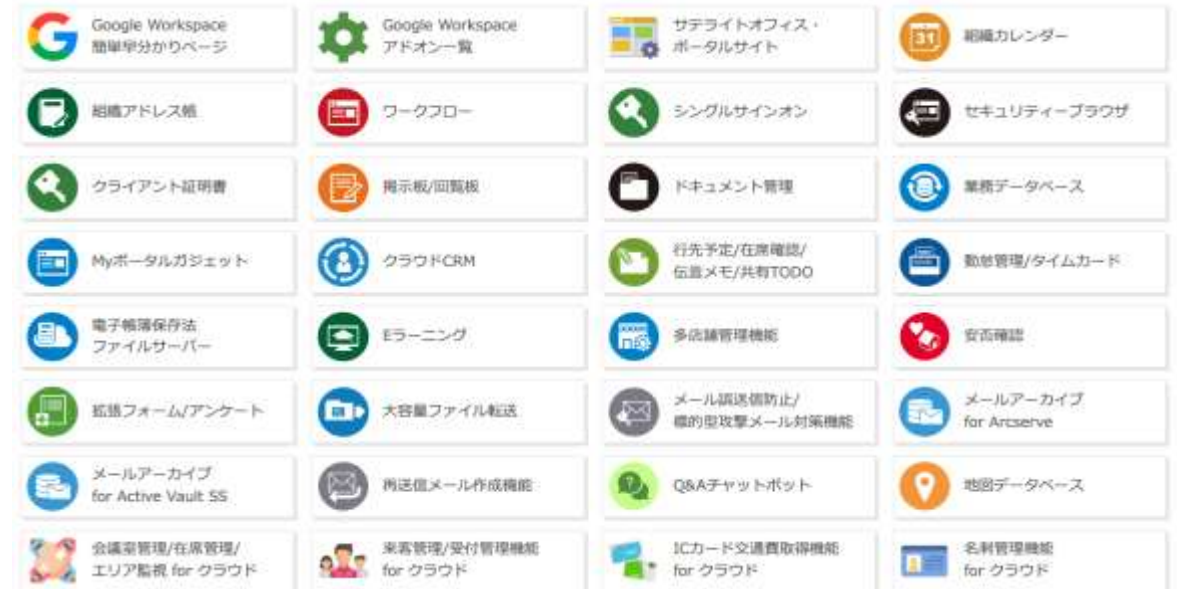 Google Workspace
簡単早分かりページ
Google Workspace
アドオン一覧
サテライトオフィス・
ポータルサイト
31
組織カレンダー
組織アドレス帳
ワークフロー
シングルサインオン
セキュリティーブラウザ
クライアント証明書
掲示板/回覧板
ドキュメント管理
業務データベース
Myポータルガジェット
クラウドCRM
行先予定/在席確認/
伝言メモ/共有TODO
勤怠管理/タイムカード
電子帳簿保存法
ファイルサーバー
Eラーニング
多店舗管理機能
安否確認
拡張フォーム/アンケート
大容量ファイル転送
メール誤送信防止/
標的型攻撃メール対策機能
メールアーカイブ
for Arcserve
メールアーカイブ
for Active Vault SS
再送信メール作成機能
Q&Aチャットボット
地図データベース
会議室管理/在席管理/
エリア監視 for クラウド
来客管理/受付管理機能
for クラウド
ICカード交通費取得機能
for クラウド
名刺管理機能
for クラウド